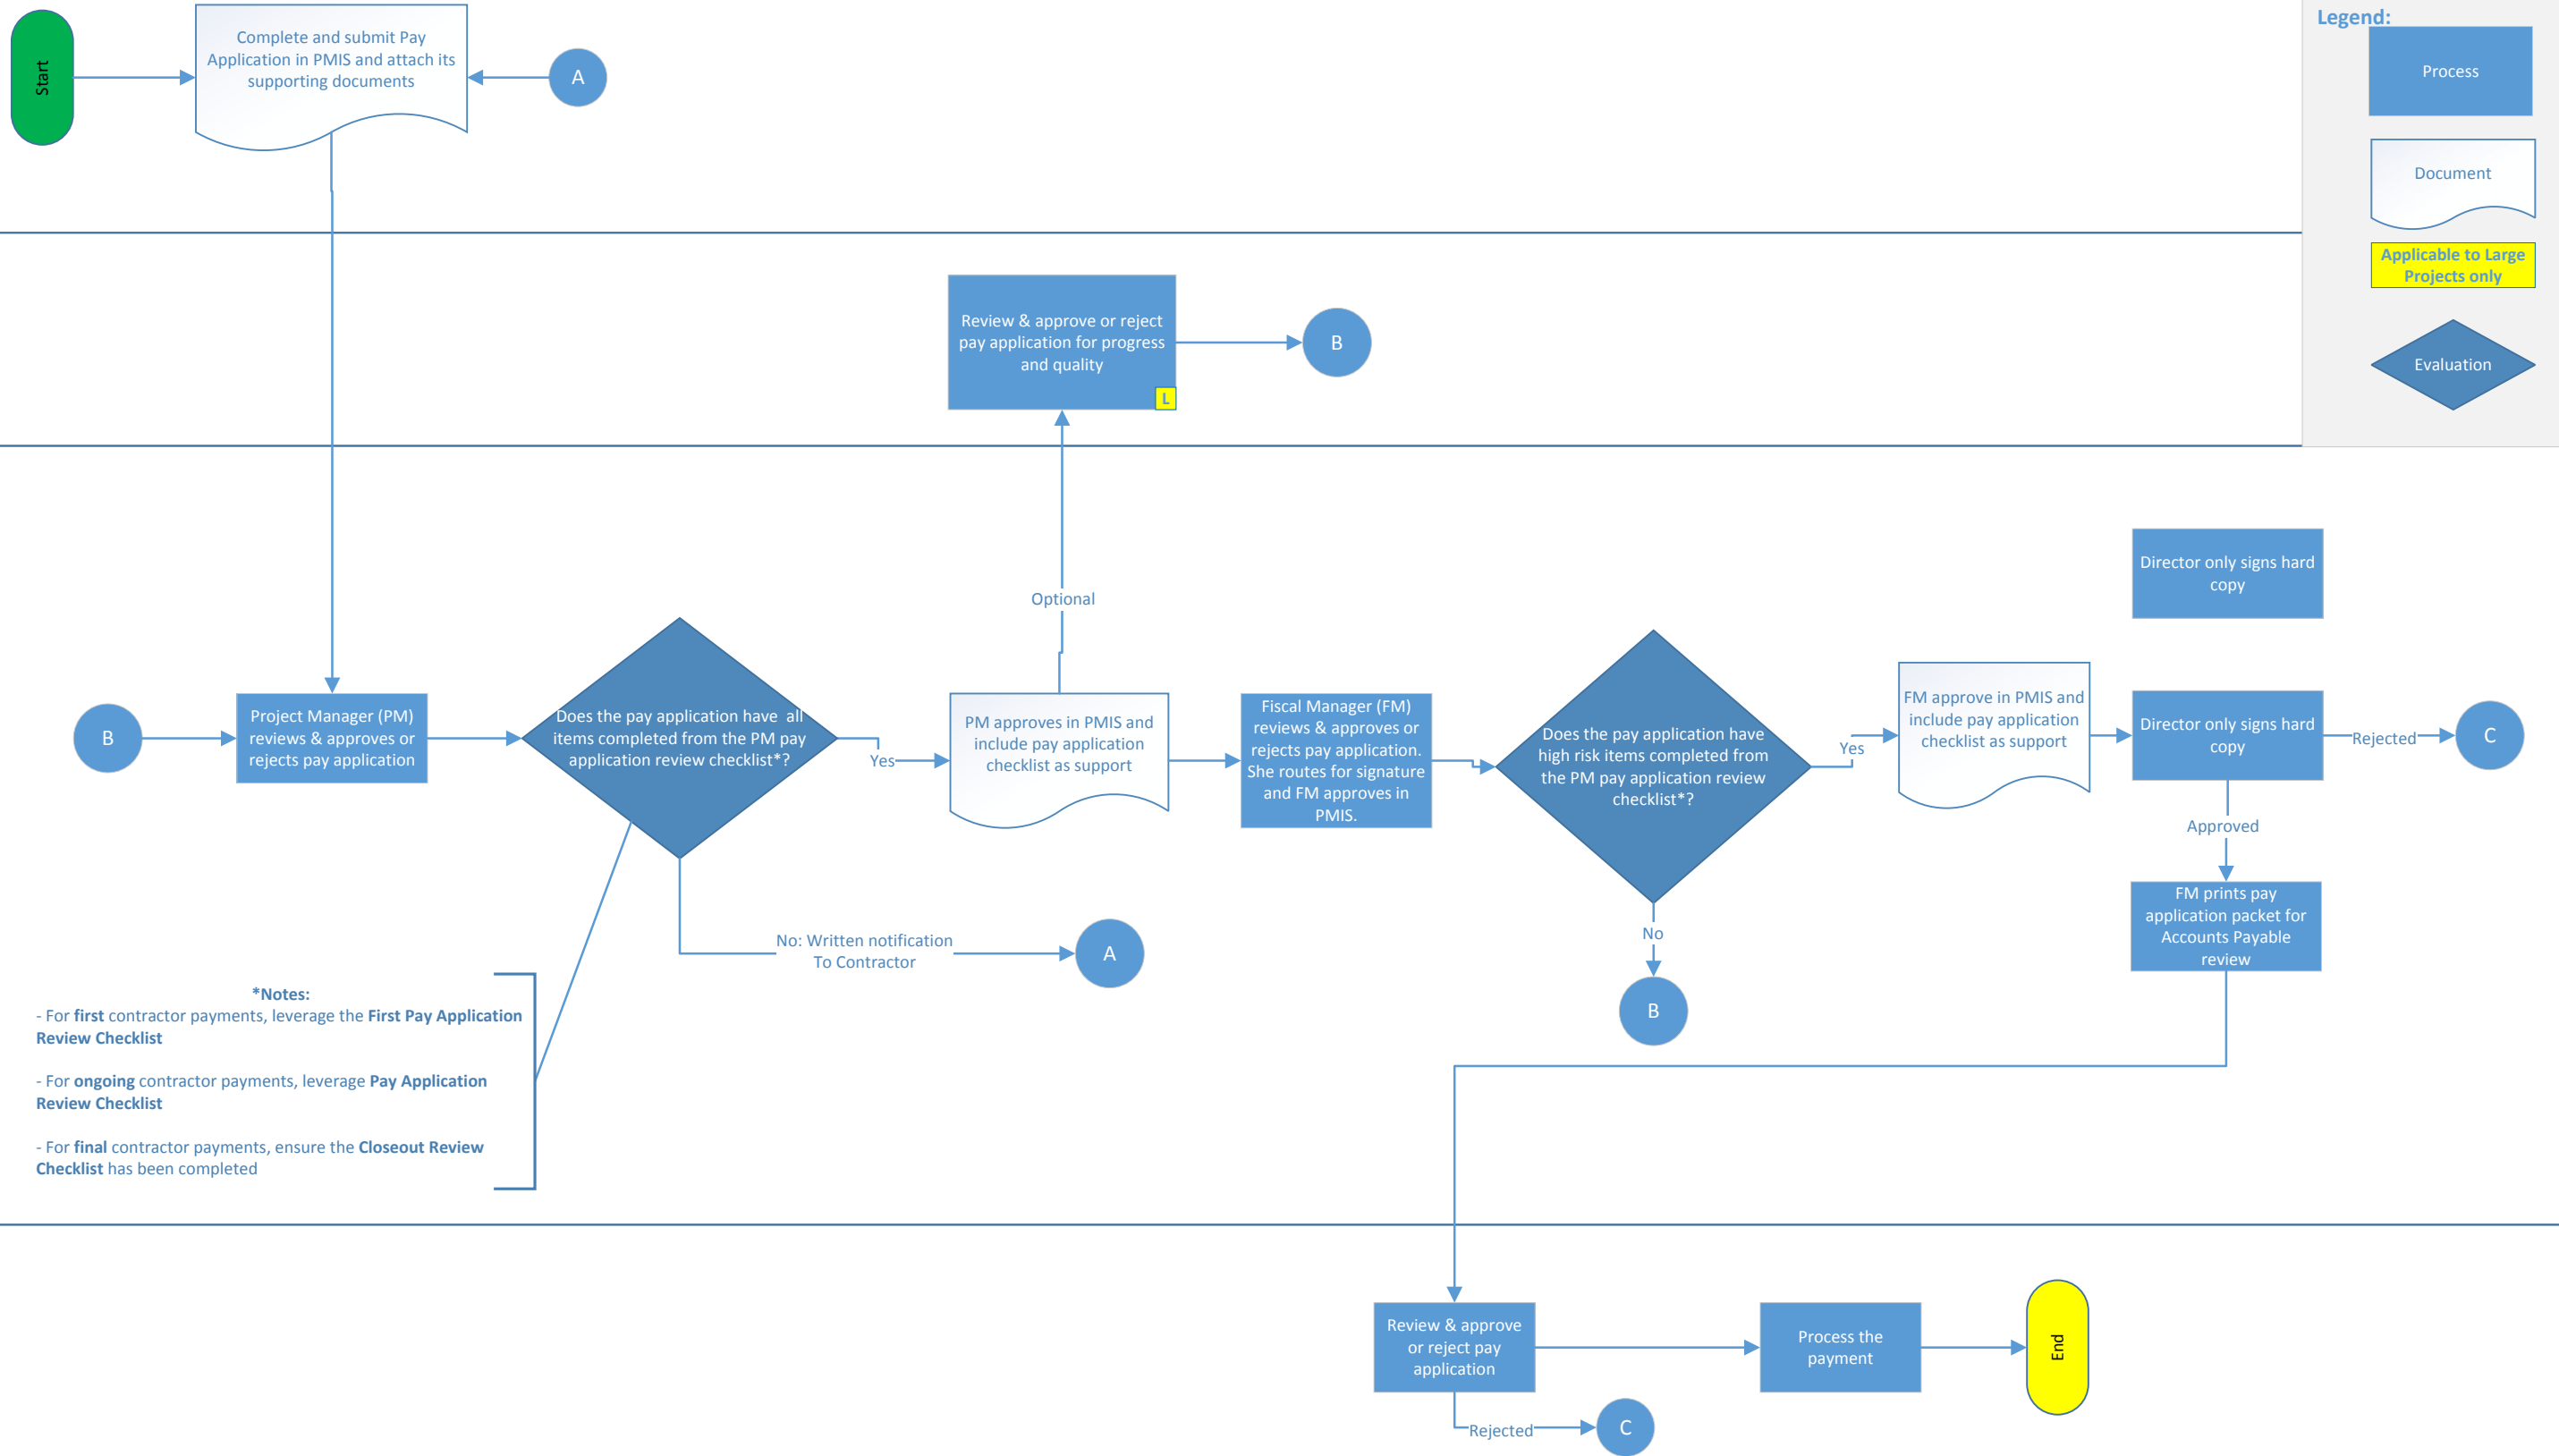 Start
Complete and submit Pay
Application in PMIS and attach its
supporting documents
A
Legend:
Process
Document
Applicable to Large
Projects only
Evaluation
Review & approve or reject
pay application for progress
and quality
L
B
Optional
Director only signs hard
copy
B
Project Manager (PM)
reviews & approves or
rejects pay application
Does the pay application have all
items completed from the PM pay
application review checklist*?
Yes
PM approves in PMIS and
include pay application
checklist as support
Fiscal Manager (FM)
reviews & approves or
rejects pay application.
She routes for signature
and FM approves in
PMIS.
Does the pay application have
high risk items completed from
the PM pay application review
checklist*?
Yes
FM approve in PMIS and
include pay application
checklist as support
Director only signs hard
copy
Rejected
C
Approved
FM prints pay
application packet for
Accounts Payable
review
No: Written notification
To Contractor
A
No
B
*Notes:
- For first contractor payments, leverage the First Pay Application
Review Checklist
- For ongoing contractor payments, leverage Pay Application
Review Checklist
- For final contractor payments, ensure the Closeout Review
Checklist has been completed
Review & approve
or reject pay
application
Process the
payment
End
Rejected
C